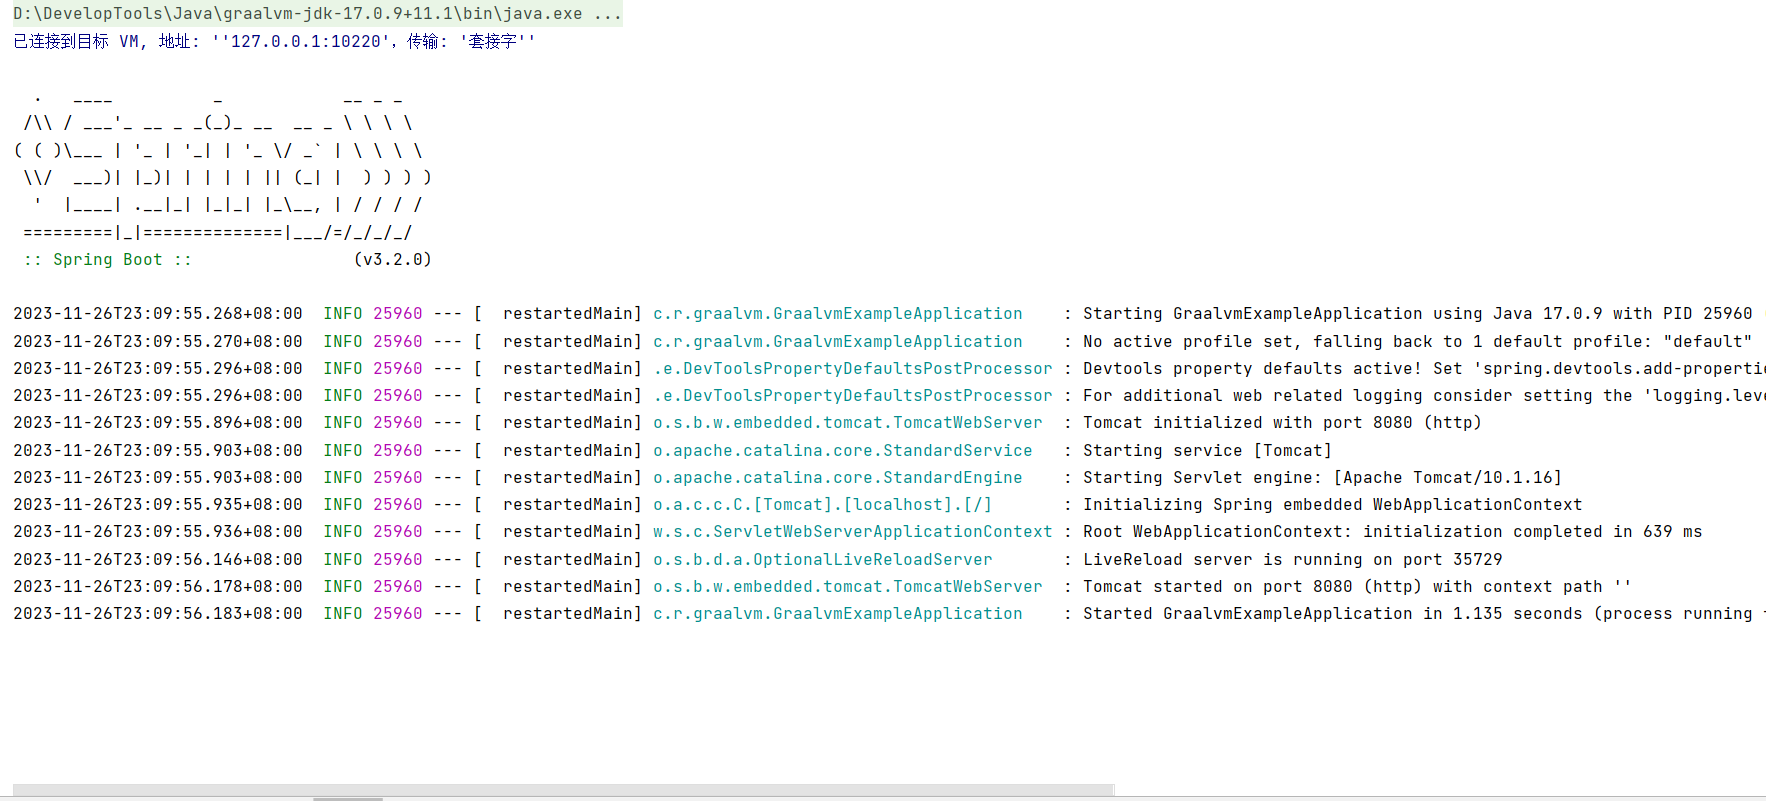 D:\DevelopTools\Java\graalvm-jdk-17.0.9+11.1\bin\java.exe ...
已连接到目标 VM, 地址: ''127.0.0.1:10220', 传输: '套接字''
  .   ____          _            __ _ _
 /\\ / ___'_ __ _ _(_)_ __  __ _ \ \ \ \
( ( )\___ | '_ | '_| | '_ \/ _` | \ \ \ \
 \\/  ___)| |_)| | | | | || (_| |  ) ) ) )
  '  |____| .__|_| |_|_| |_\__, | / / / /
 =========|_|==============|___/=/_/_/_/
 :: Spring Boot ::                (v3.2.0)
2023-11-26T23:09:55.268+08:00  INFO 25960 --- [  restartedMain] c.r.graalvm.GraalvmExampleApplication    : Starting GraalvmExampleApplication using Java 17.0.9 with PID 25960
2023-11-26T23:09:55.270+08:00  INFO 25960 --- [  restartedMain] c.r.graalvm.GraalvmExampleApplication    : No active profile set, falling back to 1 default profile: "default"
2023-11-26T23:09:55.296+08:00  INFO 25960 --- [  restartedMain] .e.DevToolsPropertyDefaultsPostProcessor : Devtools property defaults active! Set 'spring.devtools.add-properti
2023-11-26T23:09:55.296+08:00  INFO 25960 --- [  restartedMain] .e.DevToolsPropertyDefaultsPostProcessor : For additional web related logging consider setting the 'logging.leve
2023-11-26T23:09:55.896+08:00  INFO 25960 --- [  restartedMain] o.s.b.w.embedded.tomcat.TomcatWebServer  : Tomcat initialized with port 8080 (http)
2023-11-26T23:09:55.903+08:00  INFO 25960 --- [  restartedMain] o.apache.catalina.core.StandardService   : Starting service [Tomcat]
2023-11-26T23:09:55.903+08:00  INFO 25960 --- [  restartedMain] o.apache.catalina.core.StandardEngine    : Starting Servlet engine: [Apache Tomcat/10.1.16]
2023-11-26T23:09:55.935+08:00  INFO 25960 --- [  restartedMain] o.a.c.c.C.[Tomcat].[localhost].[/]       : Initializing Spring embedded WebApplicationContext
2023-11-26T23:09:55.936+08:00  INFO 25960 --- [  restartedMain] w.s.c.ServletWebServerApplicationContext : Root WebApplicationContext: initialization completed in 639 ms
2023-11-26T23:09:56.146+08:00  INFO 25960 --- [  restartedMain] o.s.b.d.a.OptionalLiveReloadServer       : LiveReload server is running on port 35729
2023-11-26T23:09:56.178+08:00  INFO 25960 --- [  restartedMain] o.s.b.w.embedded.tomcat.TomcatWebServer  : Tomcat started on port 8080 (http) with context path ''
2023-11-26T23:09:56.183+08:00  INFO 25960 --- [  restartedMain] c.r.graalvm.GraalvmExampleApplication    : Started GraalvmExampleApplication in 1.135 seconds (process running